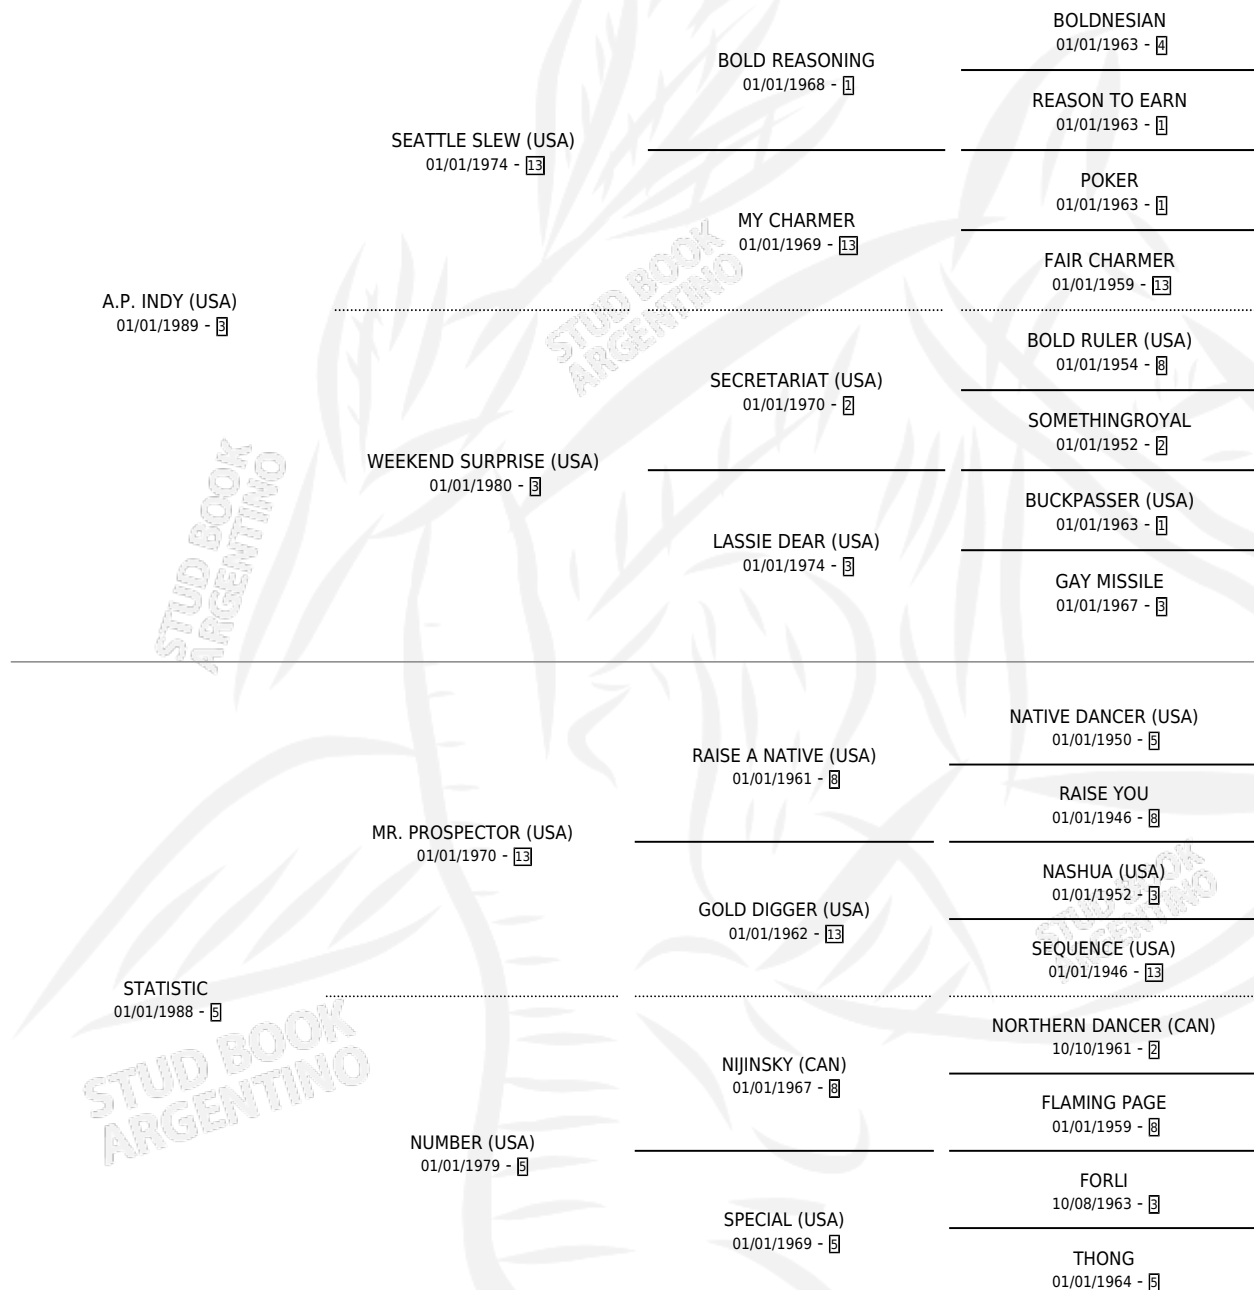 BOLDNESIAN
01/01/1963 - 4
BOLD REASONING
01/01/1968 - 1
REASON TO EARN
01/01/1963 - 1
SEATTLE SLEW (USA)
01/01/1974 - 13
POKER
01/01/1963 - 1
MY CHARMER
01/01/1969 - 13
FAIR CHARMER
01/01/1959 - 13
A.P. INDY (USA)
01/01/1989 - 3
BOLD RULER (USA)
01/01/1954 - 8
SECRETARIAT (USA)
01/01/1970 - 2
SOMETHINGROYAL
01/01/1952 - 2
WEEKEND SURPRISE (USA)
01/01/1980 - 3
BUCKPASSER (USA)
01/01/1963 - 1
LASSIE DEAR (USA)
01/01/1974 - 3
GAY MISSILE
01/01/1967 - 3
STUD BOOK
ARGENTINO
STUD BOOK
ARGENTINO
NATIVE DANCER (USA)
01/01/1950 - 5
RAISE A NATIVE (USA)
01/01/1961 - 8
RAISE YOU
01/01/1946 - 8
MR. PROSPECTOR (USA)
01/01/1970 - 13
NASHUA (USA)
01/01/1952 - 3
GOLD DIGGER (USA)
01/01/1962 - 13
SEQUENCE (USA)
01/01/1946 - 13
STATISTIC
01/01/1988 - 5
NORTHERN DANCER (CAN)
10/10/1961 - 2
NIJINSKY (CAN)
01/01/1967 - 8
FLAMING PAGE
01/01/1959 - 8
NUMBER (USA)
01/01/1979 - 5
FORLI
10/08/1963 - 3
SPECIAL (USA)
01/01/1969 - 5
THONG
01/01/1964 - 5
STUD BOOK
ARGENTINO
STUD BOOK
ARGENTINO